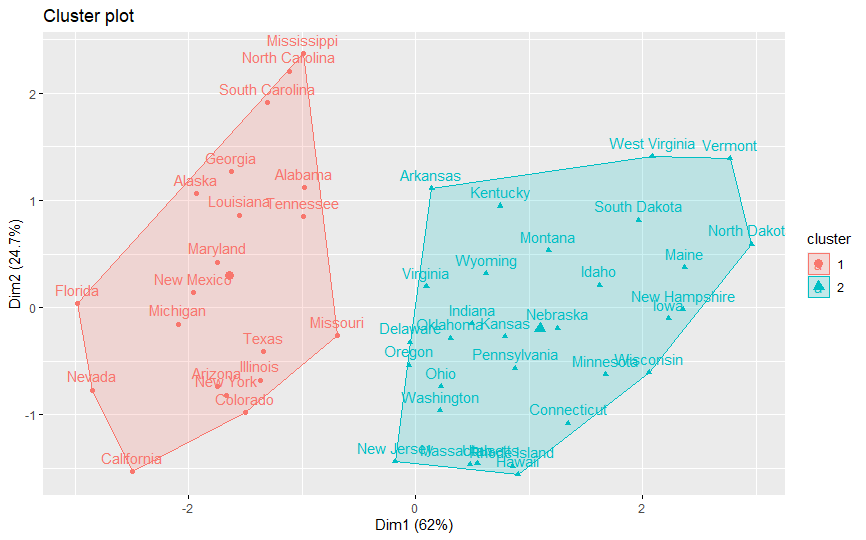 Cluster plot
Mississippi
North Carolina
South Carolina
Georgia
Alaska
Alabama
Louisiana
Tennessee
Maryland
New Mexico
Florida
Michigan
Missouri
Texas
Illinois
Arizona
New York
Nevada
Colorado
California
West Virginia
Vermont
Arkansas
Kentucky
South Dakota
North Dakot
Montana
Maine
Wyoming
Idaho
Virginia
New Hampshire
Iowa
Indiana
Nebraska
Delaware
Oklahoma
Kansas
Oregon
Pennsylvania
Minnesota
Wisconsin
Ohio
Washington
Connecticut
New Jersey
Massachusetts
Rhode Island
Hawaii
2
1
0
-1
-2
0
2
Dim1 (62%)
Dim2 (24.7%)
cluster
1
2